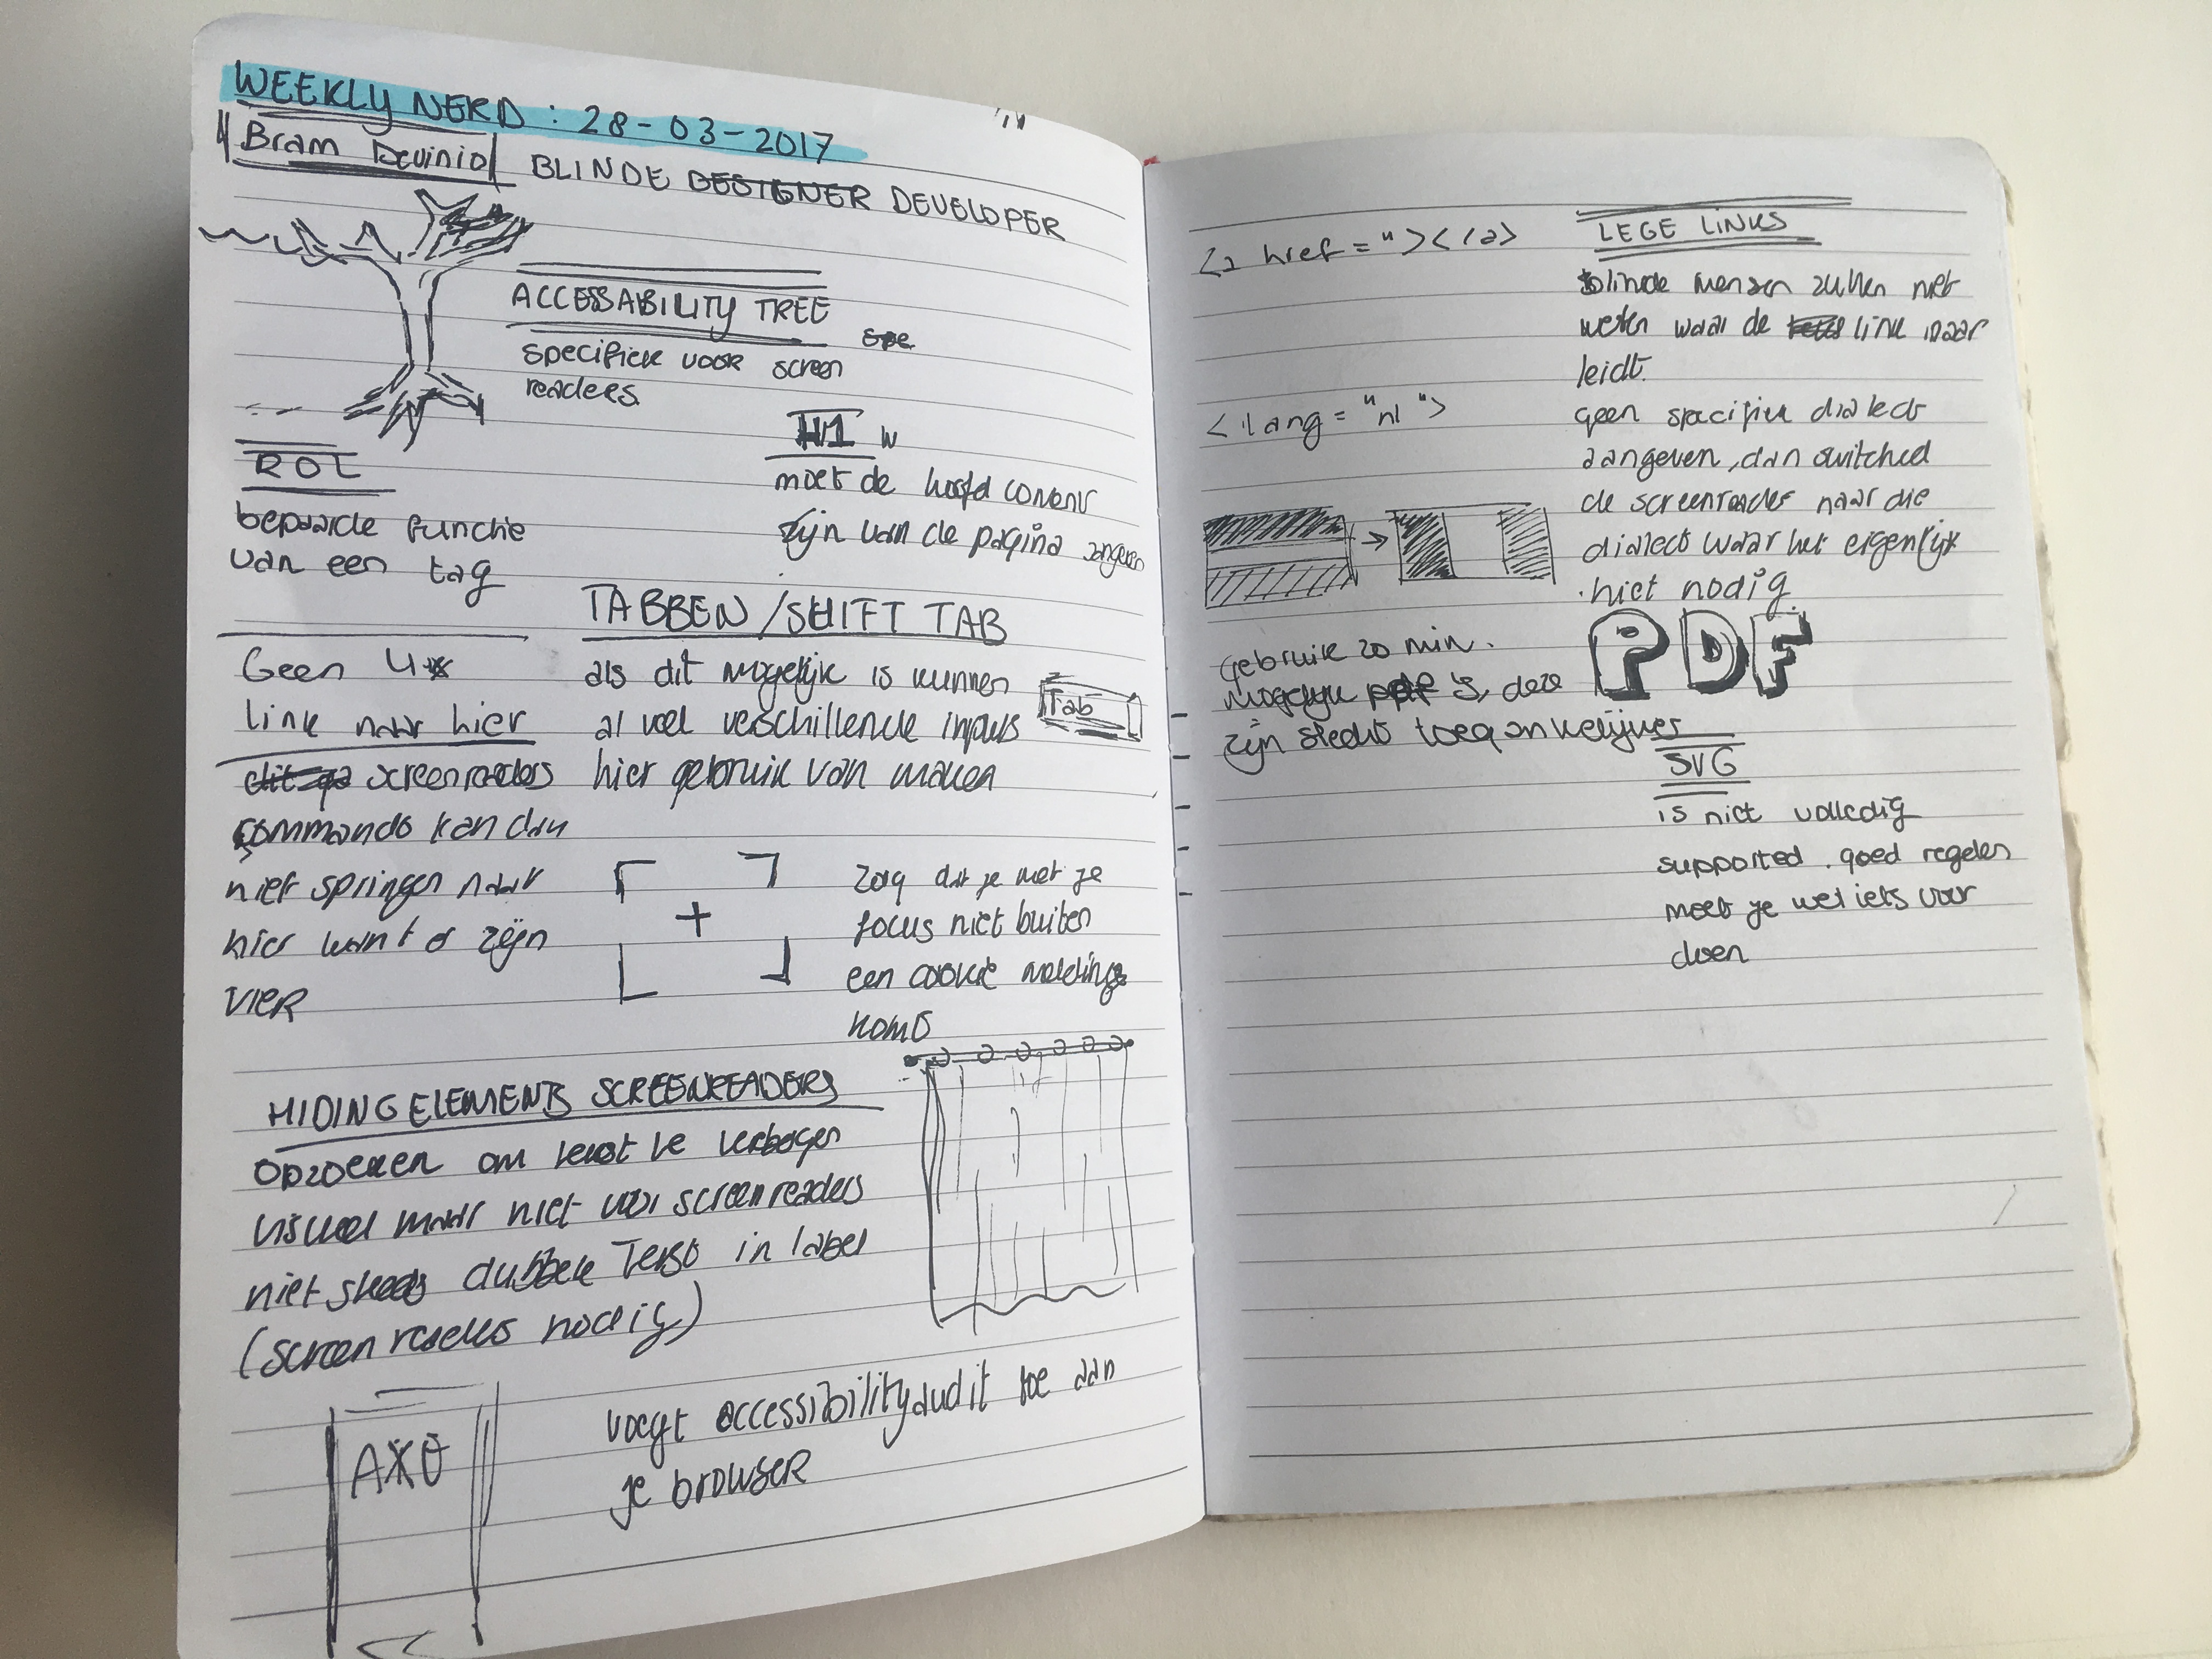 WEEKLY NERD : 28-03-2017
Bram Duvinio BLINDE DESIGNER DEVELOPER
ACCESSABILITY TREE
spe
specifiek voor screen
readers.
H1
moet de hoofd content
zijn van de pagina aangeven
ROL
bepaalde functie
van een tag
Geen 4x
link naar hier
dit ga screenreaders
commando kan dan
niet springen naar
hier want er zijn
VIER
TABBEN / SHIFT TAB
als dit mogelijk is kunnen
al veel verschillende inputs
hier gebruik van maken
Tab
Zorg dat je met je
focus niet buiten
een cookie melding
komt
HIDING ELEMENTS SCREENREADERS
opzoeken om tekst te verbergen
visueel maar niet voor screenreaders
niet steeds dubbele Tekst in label
(screenreaders nodig)
AXE
voegt accessibility audit toe aan
je browser
<a href=""></a>
LEGE LINKS
blinde mensen zullen niet
weten waar de link naar
leidt.
<lang="nl">
geen specifiek dialect
aangeven, dan switched
de screenreader naar die
dialect waar het eigenlijk
niet nodig.
gebruik zo min.
mogelijk pdf's, deze
zijn slecht toegankelijker
PDF
SVG
is niet volledig
supported. goed regelen
moet je wel iets voor
doen